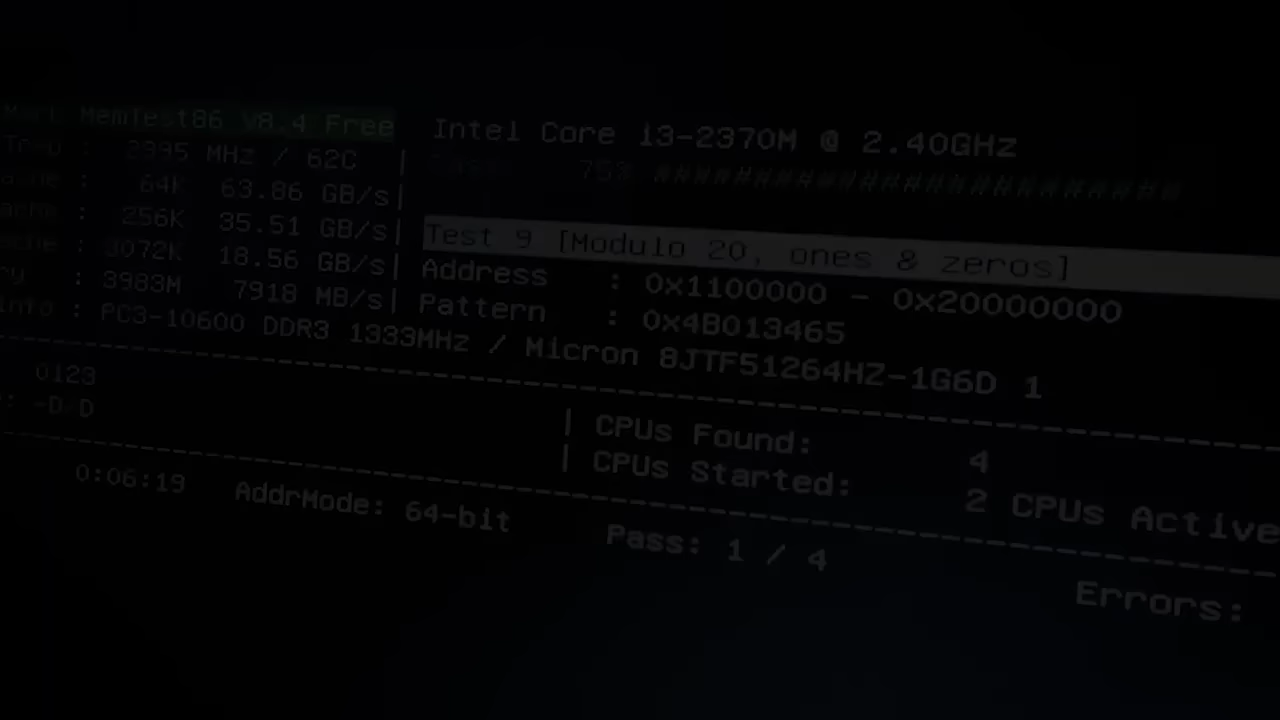 MemTest86 V8.4 Free Intel Core i3-2370M @ 2.40GHz
: 2395 MHz / 62C | 75% ##########################
: 64K 63.86 GB/s|
: 256K 35.51 GB/s| Test 9 [Modulo 20, ones & zeros]
: 3072K 18.56 GB/s| Address : 0x1100000 - 0x20000000
: 3983M 7918 MB/s| Pattern : 0x4B013465
: PC3-10600 DDR3 1333MHz / Micron 8JTF51264HZ-1G6D 1
0123 | CPUs Found: 4
: -D-D | CPUs Started: 2 CPUs Active
0:06:19 AddrMode: 64-bit Pass: 1 / 4 Errors: